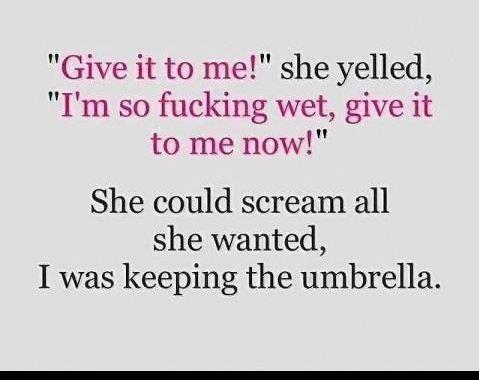 "Give it to me!" she yelled,
"I'm so fucking wet, give it
to me now!"
She could scream all
she wanted,
I was keeping the umbrella.